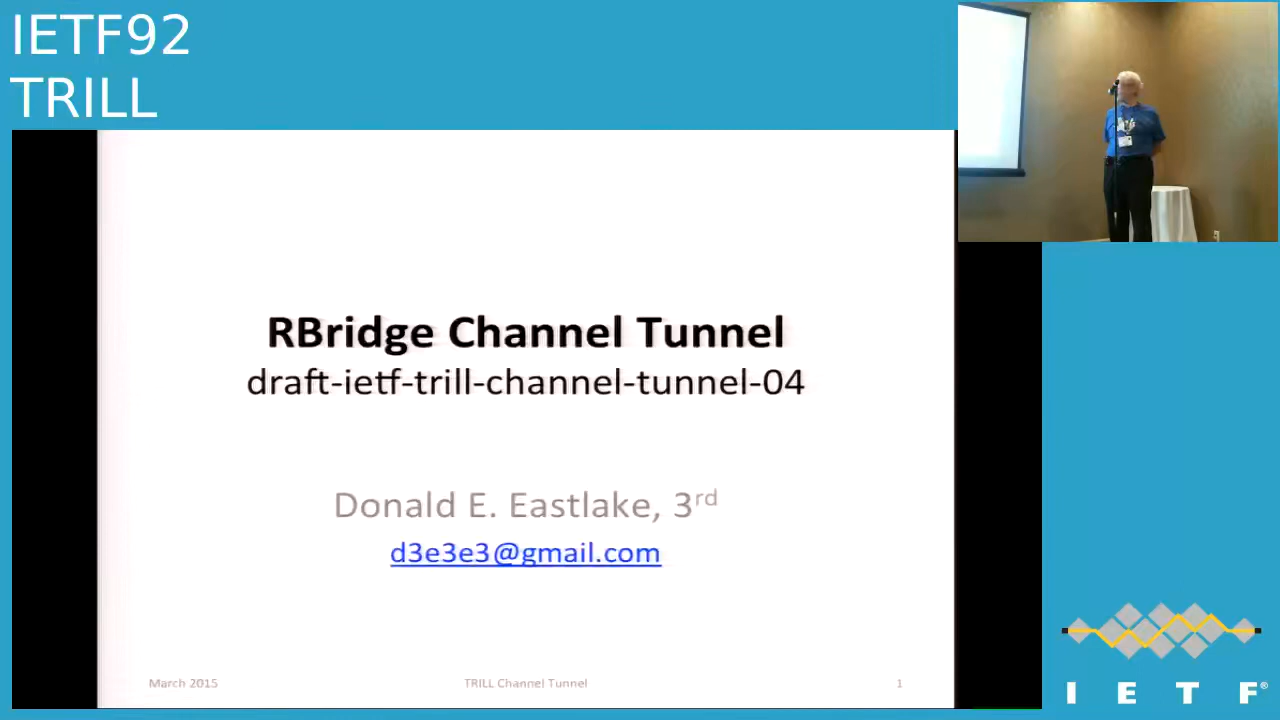 IETF92
TRILL
RBridge Channel Tunnel
draft-ietf-trill-channel-tunnel-04
Donald E. Eastlake, 3rd
d3e3e3@gmail.com
March 2015
TRILL Channel Tunnel
1
I E T F®